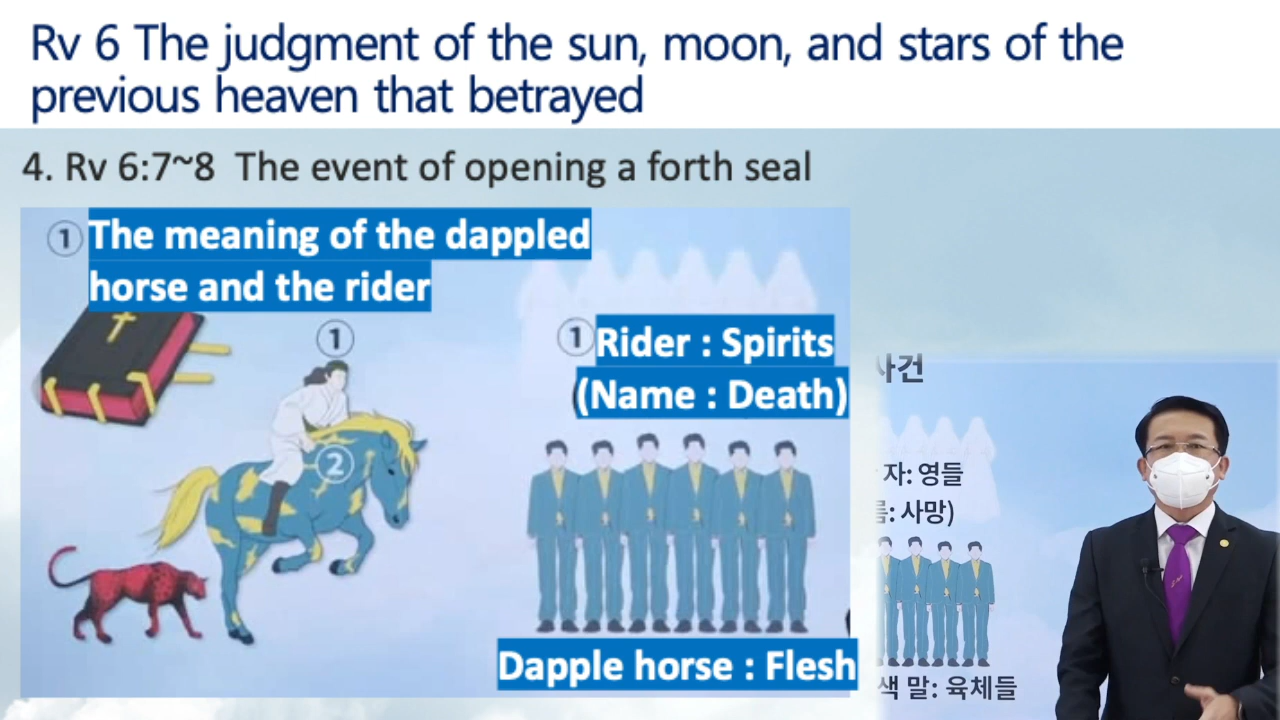 Rv 6 The judgment of the sun, moon, and stars of the
previous heaven that betrayed
4. Rv 6:7~8 The event of opening a forth seal
① The meaning of the dappled
horse and the rider
①
②
① Rider : Spirits
(Name : Death)
Dapple horse : Flesh
사건
자: 영들
름: 사망)
색 말: 육체들